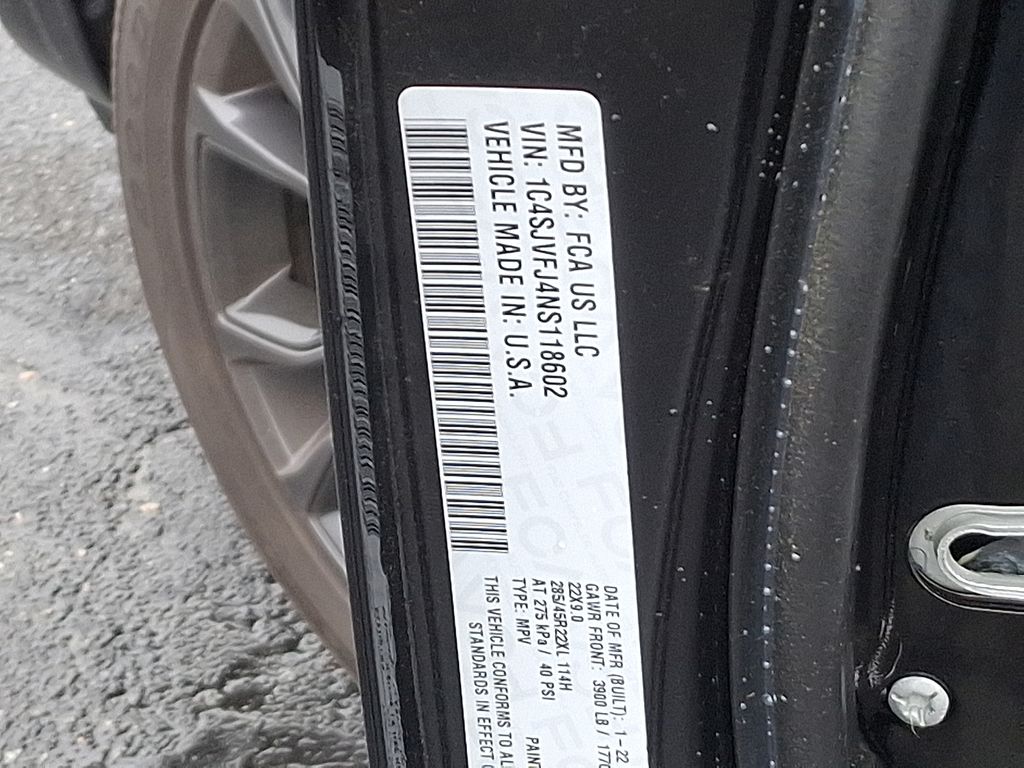 MFD BY: FCA US LLC
VIN: 1C4SJVFJ4NS118602
VEHICLE MADE IN: U.S.A.
DATE OF MFR (BUILT): 1-22
GAWR FRONT: 3900 LB / 1770
22X9.0
285/45R22XL 114H
AT 275 kPa / 40 PSI
TYPE: MPV PAINT
THIS VEHICLE CONFORMS TO AL
STANDARDS IN EFFECT